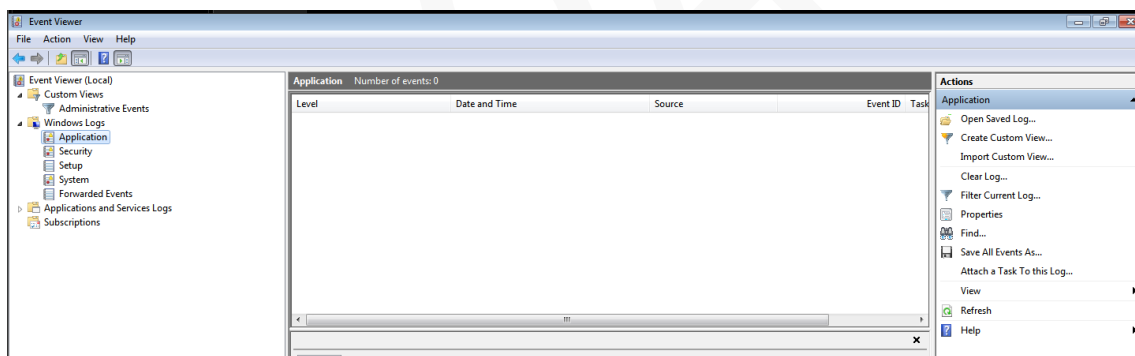 Event Viewer
File Action View Help
Event Viewer (Local)
Custom Views
Administrative Events
Windows Logs
Application
Security
Setup
System
Forwarded Events
Applications and Services Logs
Subscriptions
Application Number of events: 0
Level Date and Time Source Event ID Task
Actions
Application
Open Saved Log...
Create Custom View...
Import Custom View...
Clear Log...
Filter Current Log...
Properties
Find...
Save All Events As...
Attach a Task To this Log...
View
Refresh
Help